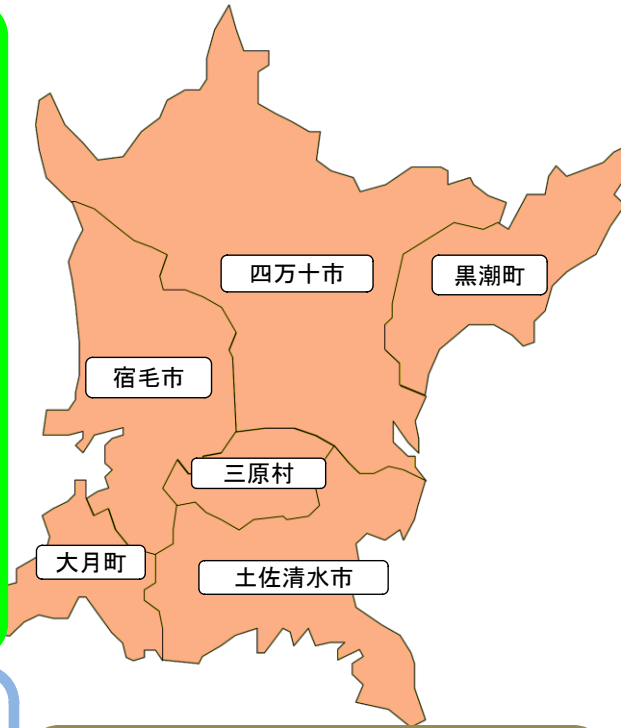 四万十市
黒潮町
宿毛市
三原村
大月町
土佐清水市